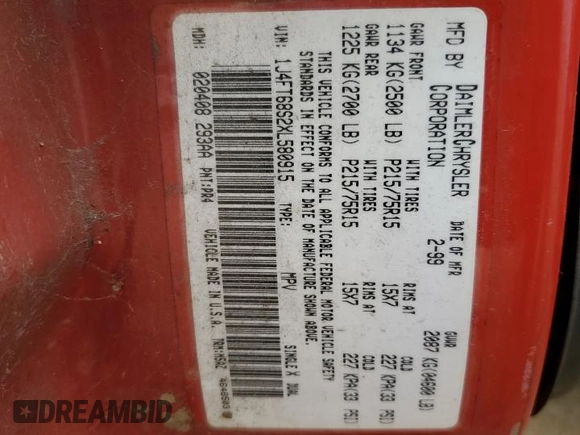 MFD BY DAIMLERCHRYSLER CORPORATION DATE OF MFR 2-99 GVWR 2087 KG(04600 LB)
GAWR FRONT WITH TIRES RIMS AT COLD
1134 KG(2500 LB) P215/75R15 15X7 227 KPA(33 PSI)
GAWR REAR WITH TIRES RIMS AT COLD
1225 KG(2700 LB) P215/75R15 15X7 227 KPA(33 PSI)
THIS VEHICLE CONFORMS TO ALL APPLICABLE FEDERAL MOTOR VEHICLE SAFETY
STANDARDS IN EFFECT ON THE DATE OF MANUFACTURE SHOWN ABOVE.
VIN: 1J4FT68S2XL580915 TYPE: MPV SINGLE X DUAL
MDH: 020408 293AA PNT:PR4 VEHICLE MADE IN U.S.A. TRM:M5AZ
DREAMBID